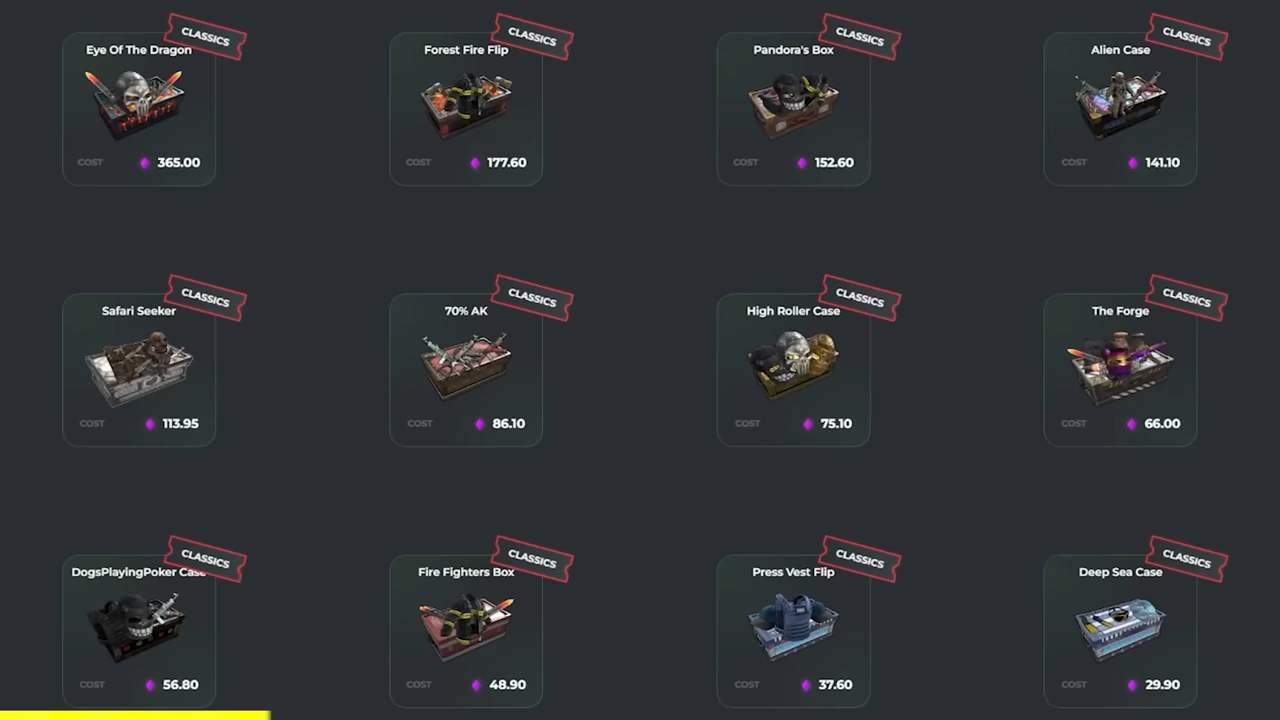 CLASSICS
Eye Of The Dragon
COST 365.00
CLASSICS
Forest Fire Flip
COST 177.60
CLASSICS
Pandora's Box
COST 152.60
CLASSICS
Alien Case
COST 141.10
CLASSICS
Safari Seeker
COST 113.95
CLASSICS
70% AK
COST 86.10
CLASSICS
High Roller Case
COST 75.10
CLASSICS
The Forge
COST 66.00
CLASSICS
DogsPlayingPoker Case
COST 56.80
CLASSICS
Fire Fighters Box
COST 48.90
CLASSICS
Press Vest Flip
COST 37.60
CLASSICS
Deep Sea Case
COST 29.90